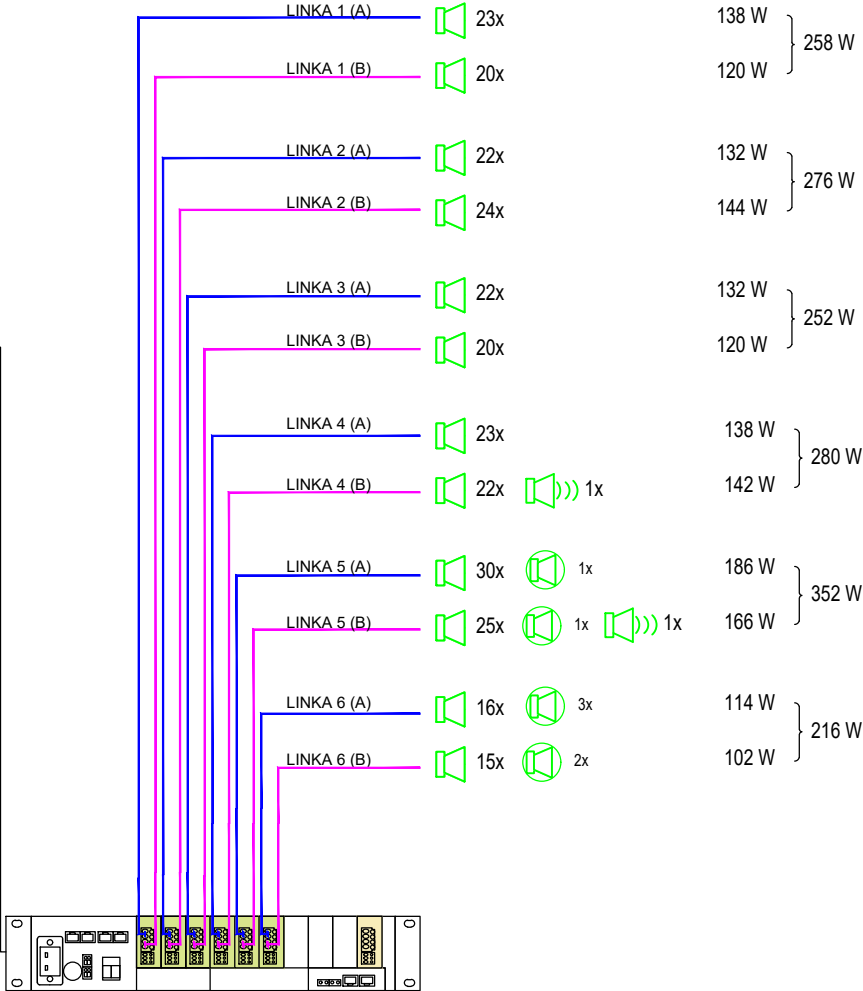 LINKA 1 (A) 23x 138 W
258 W
LINKA 1 (B) 20x 120 W
LINKA 2 (A) 22x 132 W
276 W
LINKA 2 (B) 24x 144 W
LINKA 3 (A) 22x 132 W
252 W
LINKA 3 (B) 20x 120 W
LINKA 4 (A) 23x 138 W
280 W
LINKA 4 (B) 22x 1x 142 W
LINKA 5 (A) 30x 1x 186 W
352 W
LINKA 5 (B) 25x 1x 1x 166 W
LINKA 6 (A) 16x 3x 114 W
216 W
LINKA 6 (B) 15x 2x 102 W